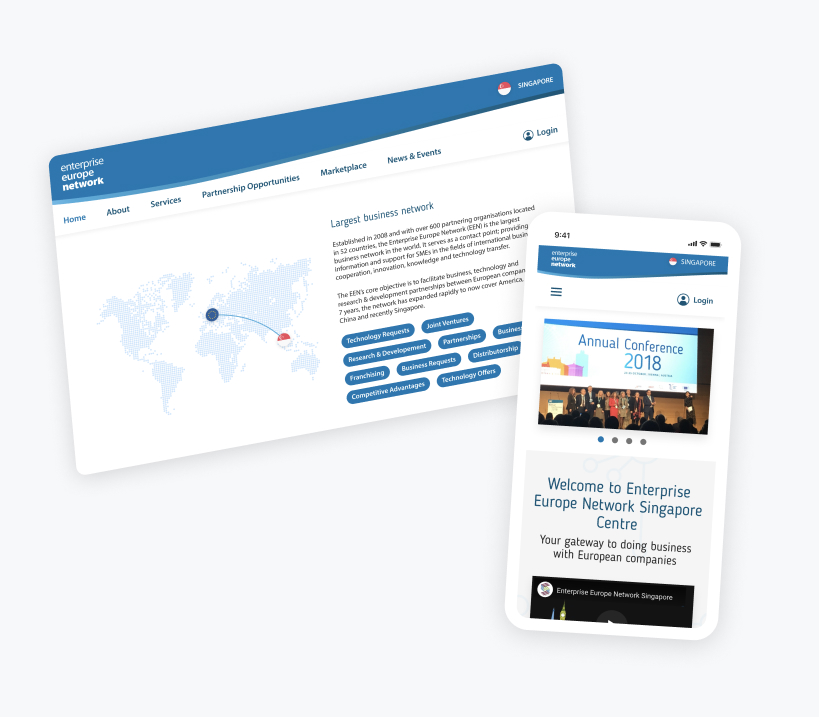 SINGAPORE
enterprise
europe
network
Login
Home
About
Services
Partnership Opportunities
Marketplace
News & Events
Largest business network
Established in 2008 and with over 600 partnering organisations located
in 52 countries, the Enterprise Europe Network (EEN) is the largest
business network in the world, it serves as a contact point; providing
information and support for SMEs in the fields of international
cooperation, innovation, knowledge and technology transfer.
The EEN's core objective is to facilitate business, technology and
research & development partnerships between European
7 years, the network has expanded rapidly to now cover America,
China and recently Singapore.
Technology Requests
Joint Ventures
Research & Developement
Partnerships
Franchising
Business Requests
Distributorship
Competitive Advantages
Technology Offers
9:41
enterprise
europe
network
SINGAPORE
Login
Annual Conference
2018
Welcome to Enterprise
Europe Network Singapore
Centre
Your gateway to doing business
with European companies
Enterprise Europe Network Singapore